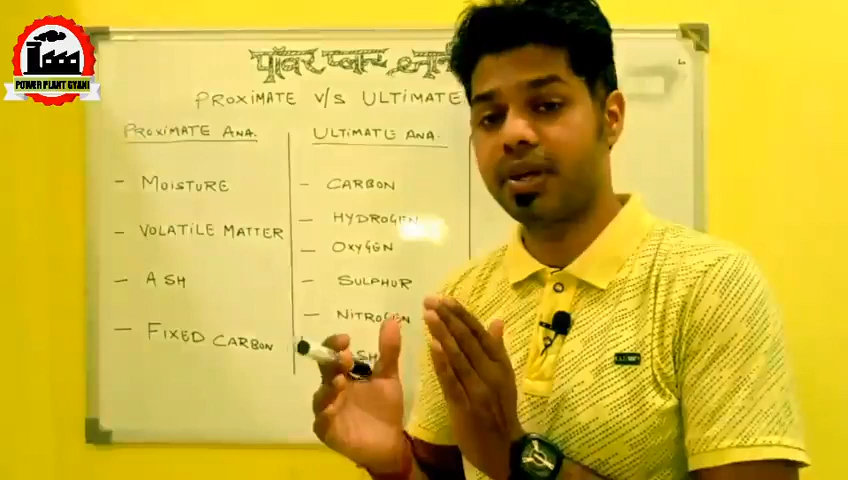 POWER PLANT GYANI
पॉवर प्लान्ट ज्ञानी
PROXIMATE V/S ULTIMATE
PROXIMATE ANA.
- MOISTURE
- VOLATILE MATTER
- ASH
- FIXED CARBON
ULTIMATE ANA.
- CARBON
- HYDROGEN
- OXYGEN
- SULPHUR
- NITROGEN
ASH